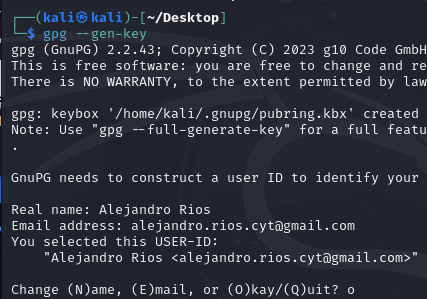 ┌──(kali㉿kali)-[~/Desktop]
└─$ gpg --gen-key
gpg (GnuPG) 2.2.43; Copyright (C) 2023 g10 Code GmbH
This is free software: you are free to change and re
There is NO WARRANTY, to the extent permitted by law
gpg: keybox '/home/kali/.gnupg/pubring.kbx' created
Note: Use "gpg --full-generate-key" for a full featu
.
GnuPG needs to construct a user ID to identify your
Real name: Alejandro Rios
Email address: alejandro.rios.cyt@gmail.com
You selected this USER-ID:
    "Alejandro Rios <alejandro.rios.cyt@gmail.com>"
Change (N)ame, (E)mail, or (O)kay/(Q)uit? o